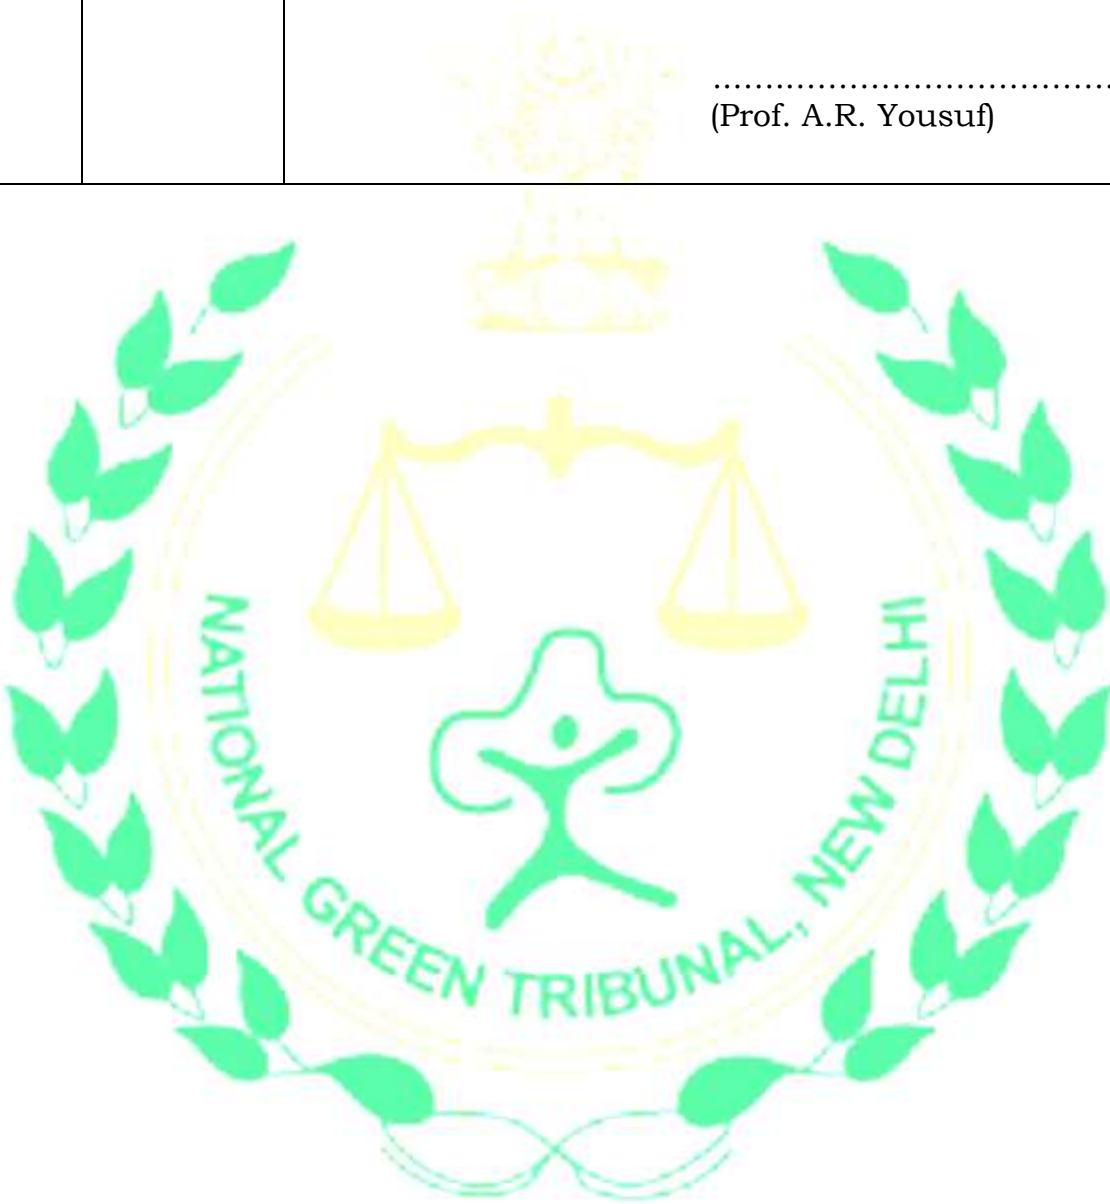 .......................................
(Prof. A.R. Yousuf)
NATIONAL GREEN TRIBUNAL, NEW DELHI